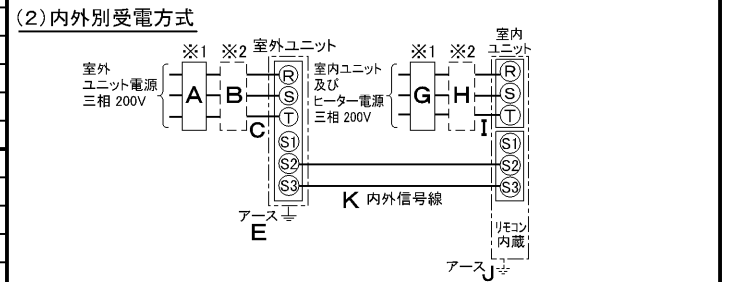 (2)内外別受電方式
※1 ※2 室外ユニット
室外
ユニット電源
三相 200V
A
B
C
R
S
T
S1
S2
S3
アース
E
※1 ※2
室内
ユニット
室内ユニット
及び
ヒーター電源
三相 200V
G
H
I
R
S
T
S1
S2
S3
K 内外信号線
リモコン
内蔵
アース J